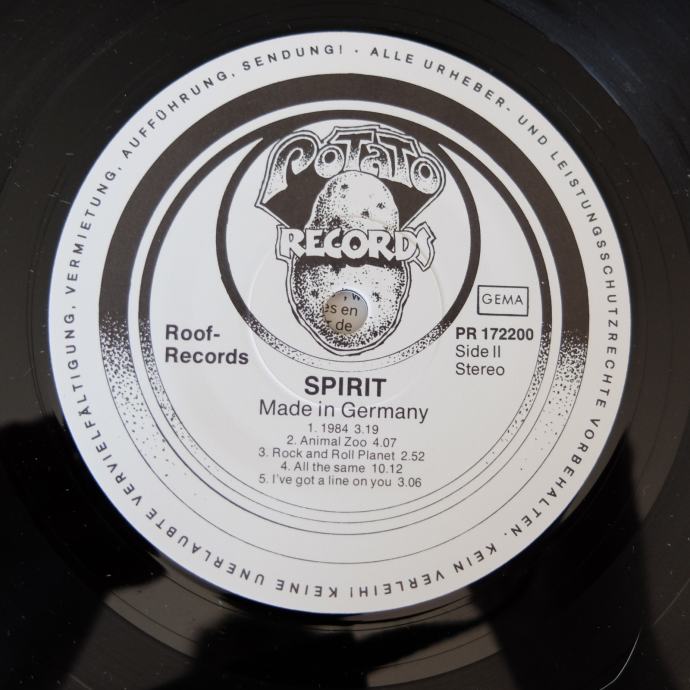 ALLE URHEBER- UND LEISTUNGSSCHUTZRECHTE VORBEHALTEN. KEIN VERLEIH! KEINE UNERLAUBTE VERVIELFÄLTIGUNG, VERMIETUNG, AUFFÜHRUNG, SENDUNG! ·
POTATO
RECORDS
es en
de
GEMA
Roof-
Records
PR 172200
Side II
Stereo
SPIRIT
Made in Germany
1. 1984 3.19
2. Animal Zoo 4.07
3. Rock and Roll Planet 2.52
4. All the same 10.12
5. I've got a line on you 3.06